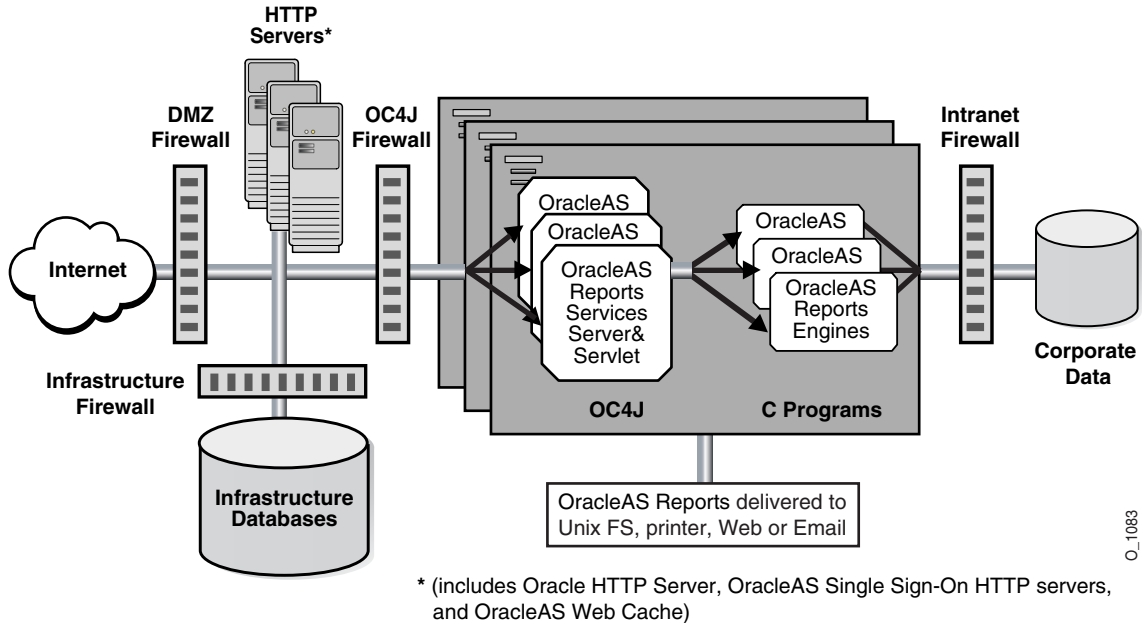 HTTP
Servers*
DMZ
Firewall
OC4J
Firewall
Intranet
Firewall
Internet
OracleAS
OracleAS
OracleAS
Reports
Services
Server&
Servlet
OracleAS
OracleAS
OracleAS
Reports
Engines
Corporate
Data
Infrastructure
Firewall
OC4J
C Programs
Infrastructure
Databases
OracleAS Reports delivered to
Unix FS, printer, Web or Email
O_1083
* (includes Oracle HTTP Server, OracleAS Single Sign-On HTTP servers,
and OracleAS Web Cache)